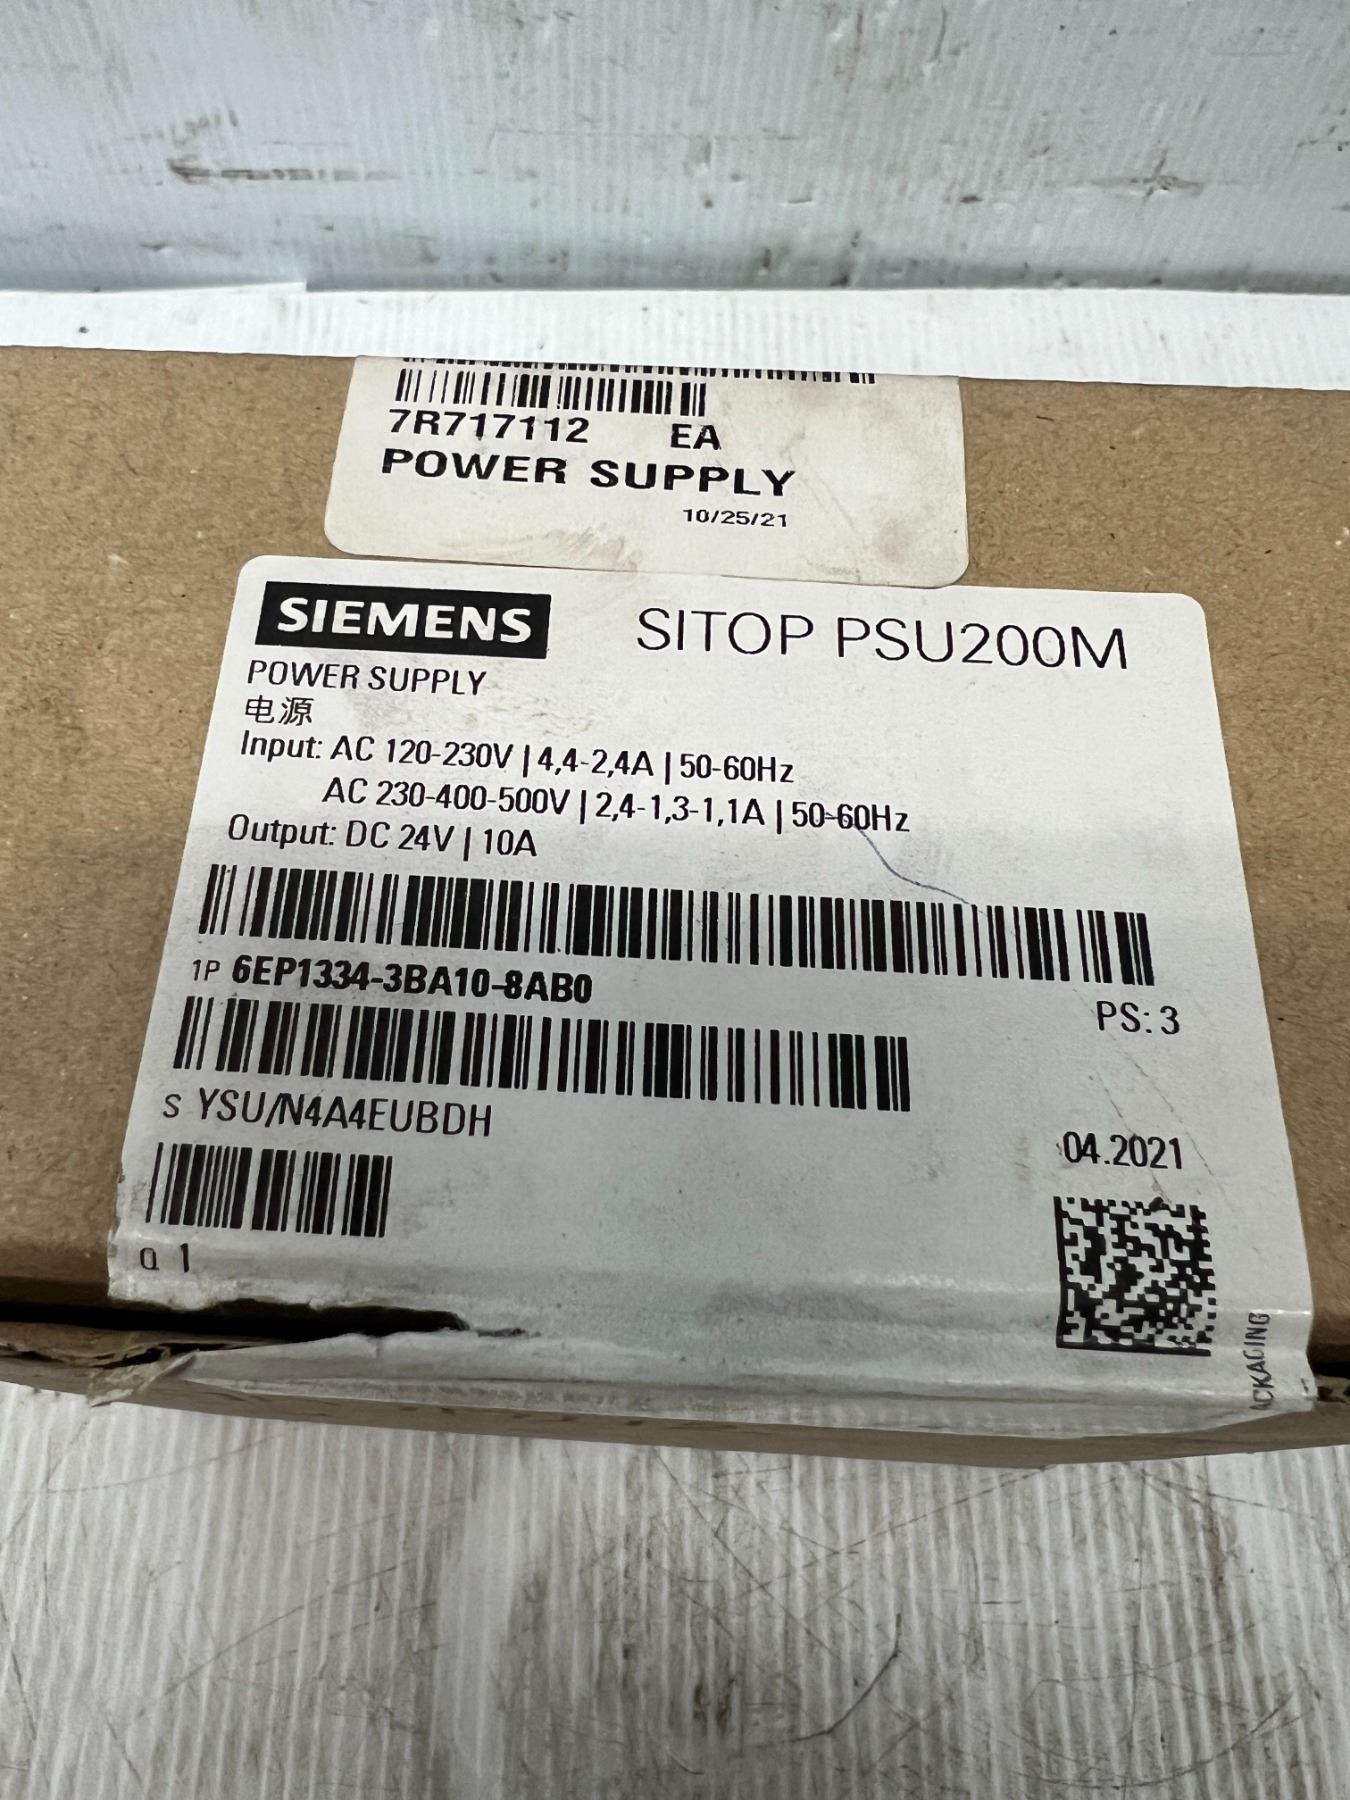 7R717112 EA
POWER SUPPLY
10/25/21
SIEMENS SITOP PSU200M
POWER SUPPLY
电源
Input: AC 120-230V | 4,4-2,4A | 50-60Hz
AC 230-400-500V | 2,4-1,3-1,1A | 50-60Hz
Output: DC 24V | 10A
1P 6EP1334-3BA10-8AB0
PS: 3
S YSU/N4A4EUBDH
04.2021
Q 1